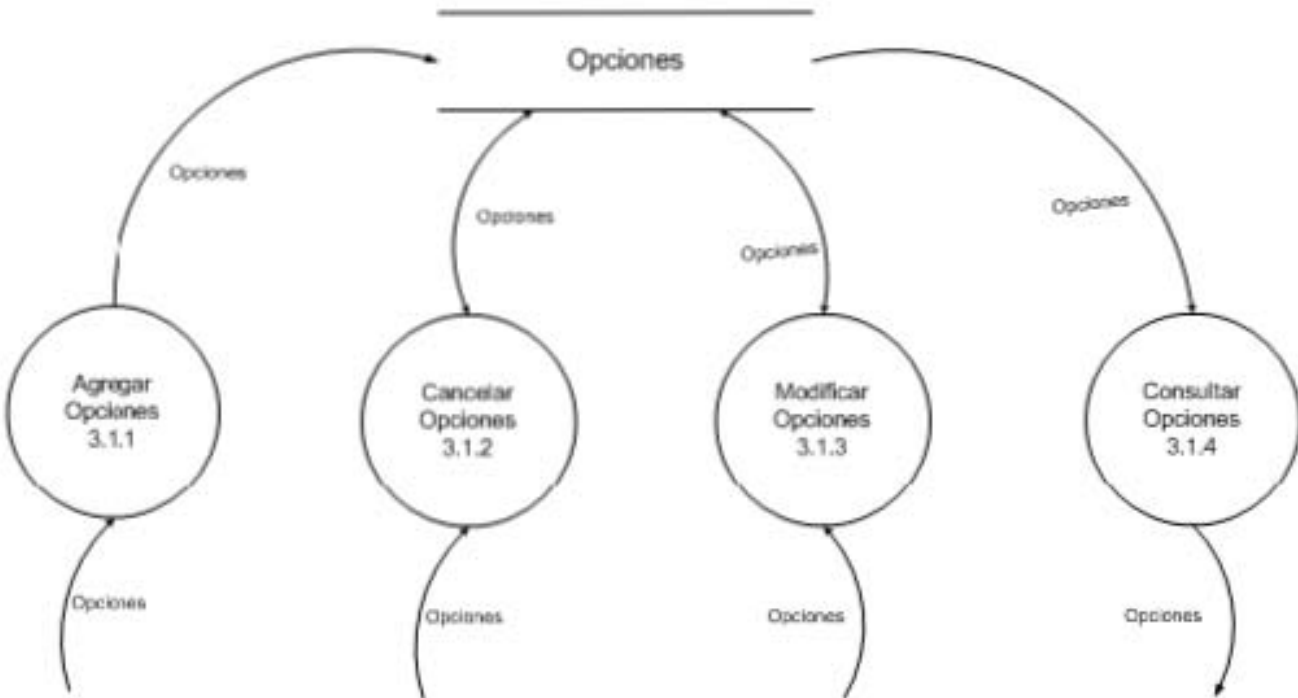 Opciones
Opciones
Opciones
Opciones
Opciones
Agregar
Opciones
3.1.1
Cancelar
Opciones
3.1.2
Modificar
Opciones
3.1.3
Consultar
Opciones
3.1.4
Opciones
Opciones
Opciones
Opciones